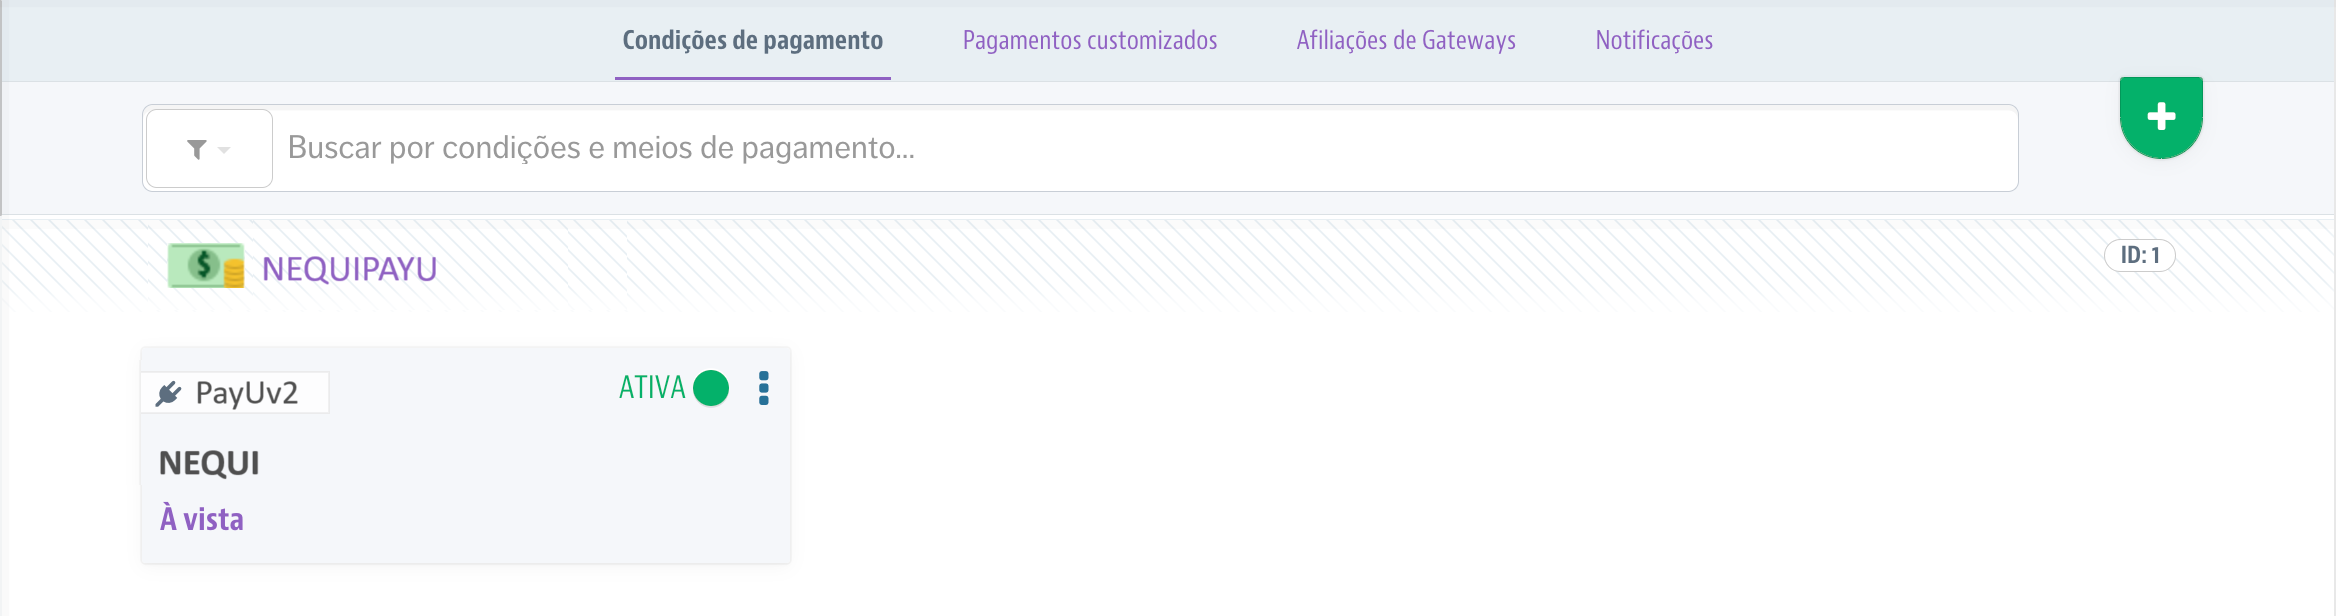 Condições de pagamento
Pagamentos customizados
Afiliações de Gateways
Notificações
Buscar por condições e meios de pagamento...
NEQUIPAYU
ID: 1
PayUv2
ATIVA
NEQUI
À vista